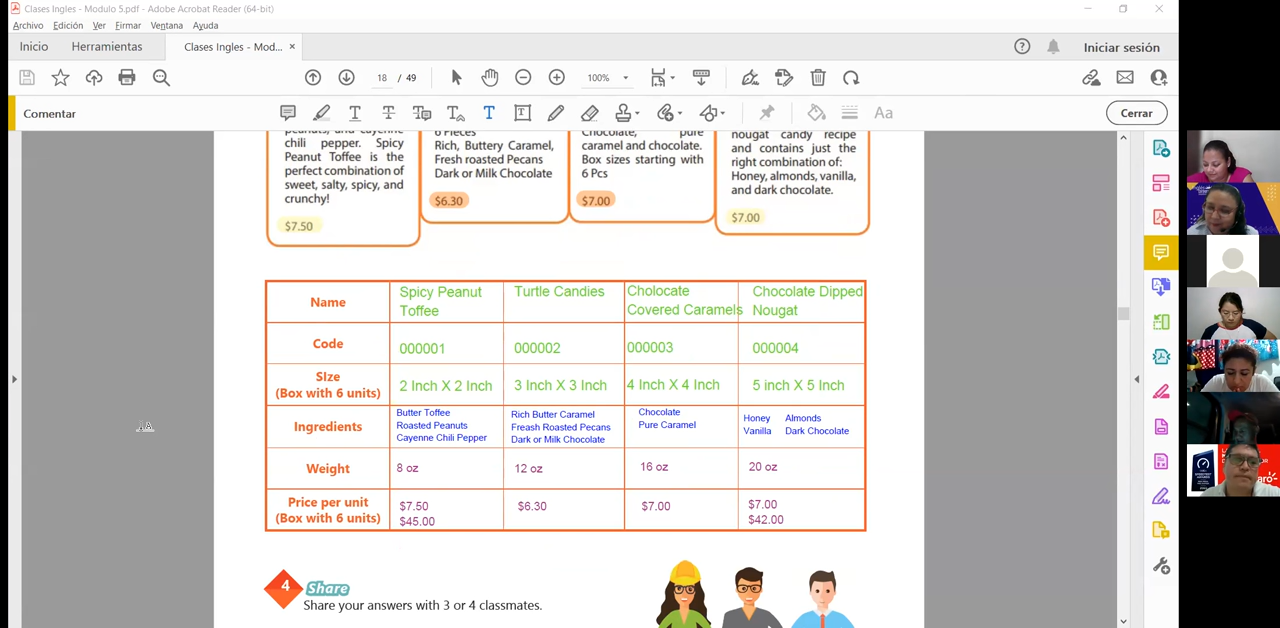 Clases Ingles - Modulo 5.pdf - Adobe Acrobat Reader (64-bit)
Archivo Edición Ver Firmar Ventana Ayuda
Inicio Herramientas Clases Ingles - Mod... × Iniciar sesión
18 / 49 100%
Comentar Cerrar
peanuts, and cayenne
chili pepper. Spicy
Peanut Toffee is the
perfect combination of
sweet, salty, spicy, and
crunchy!
$7.50
6 Pieces
Rich, Buttery Caramel,
Fresh roasted Pecans
Dark or Milk Chocolate
$6.30
Chocolate, pure
caramel and chocolate.
Box sizes starting with
6 Pcs
$7.00
nougat candy recipe
and contains just the
right combination of:
Honey, almonds, vanilla,
and dark chocolate.
$7.00
Name
Spicy Peanut
Toffee
Turtle Candies
Cholocate
Covered Caramels
Chocolate Dipped
Nougat
Code
000001
000002
000003
000004
SIze
(Box with 6 units)
2 Inch X 2 Inch
3 Inch X 3 Inch
4 Inch X 4 Inch
5 inch X 5 Inch
Ingredients
Butter Toffee
Roasted Peanuts
Cayenne Chili Pepper
Rich Butter Caramel
Freash Roasted Pecans
Dark or Milk Chocolate
Chocolate
Pure Caramel
Honey Almonds
Vanilla Dark Chocolate
Weight
8 oz
12 oz
16 oz
20 oz
Price per unit
(Box with 6 units)
$7.50
$45.00
$6.30
$7.00
$7.00
$42.00
4 Share
Share your answers with 3 or 4 classmates.